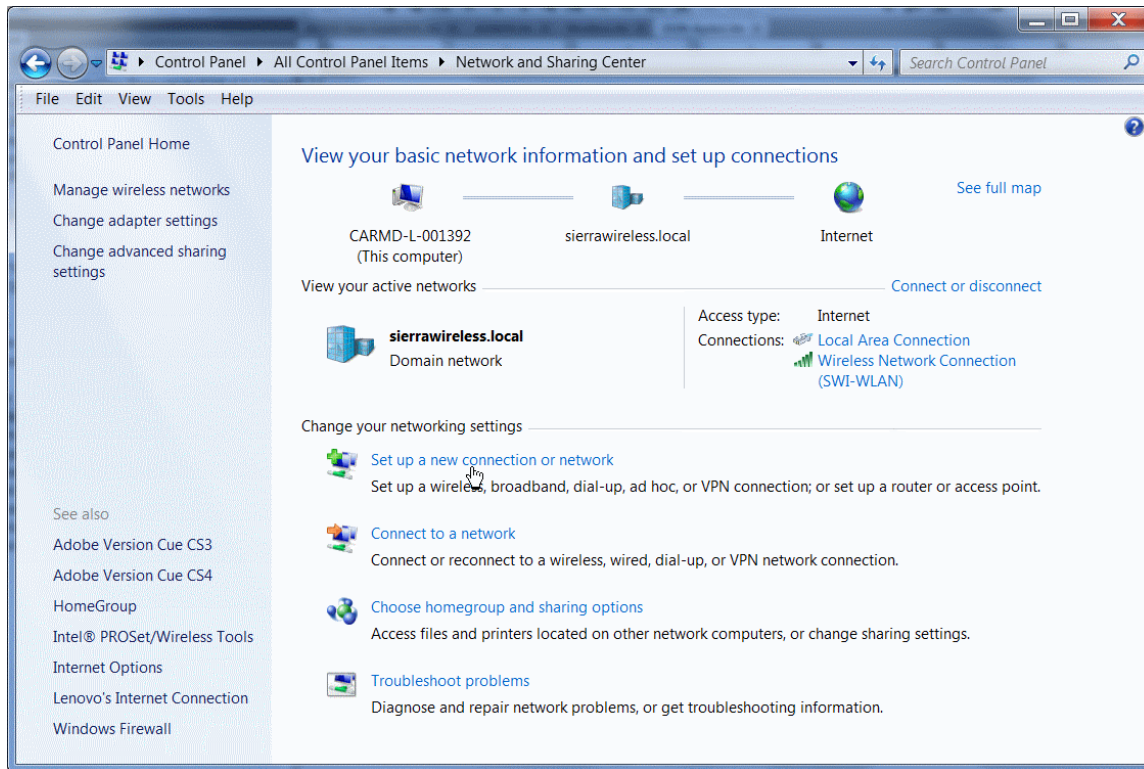 Control Panel ▸ All Control Panel Items ▸ Network and Sharing Center
Search Control Panel
File Edit View Tools Help
Control Panel Home
Manage wireless networks
Change adapter settings
Change advanced sharing
settings
See also
Adobe Version Cue CS3
Adobe Version Cue CS4
HomeGroup
Intel® PROSet/Wireless Tools
Internet Options
Lenovo's Internet Connection
Windows Firewall
View your basic network information and set up connections
See full map
CARMD-L-001392
(This computer)
sierrawireless.local
Internet
View your active networks
Connect or disconnect
sierrawireless.local
Domain network
Access type: Internet
Connections: Local Area Connection
Wireless Network Connection
(SWI-WLAN)
Change your networking settings
Set up a new connection or network
Set up a wireless, broadband, dial-up, ad hoc, or VPN connection; or set up a router or access point.
Connect to a network
Connect or reconnect to a wireless, wired, dial-up, or VPN network connection.
Choose homegroup and sharing options
Access files and printers located on other network computers, or change sharing settings.
Troubleshoot problems
Diagnose and repair network problems, or get troubleshooting information.